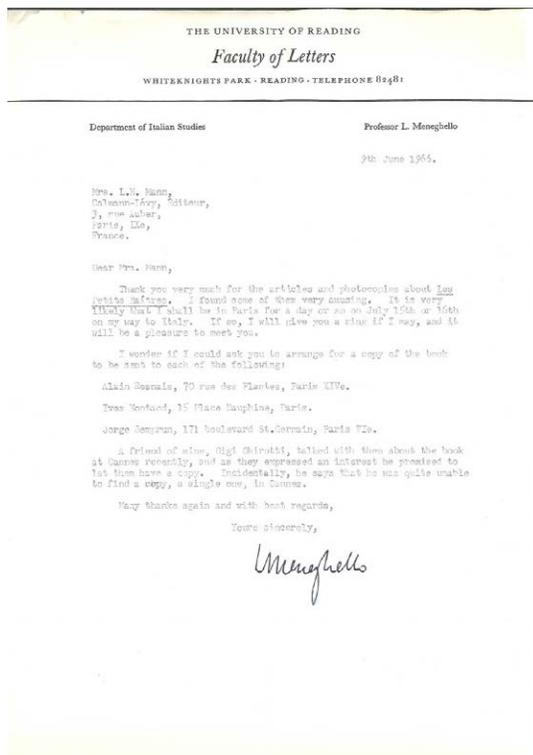 THE UNIVERSITY OF READING
Faculty of Letters
WHITEKNIGHTS PARK · READING · TELEPHONE 82481
Department of Italian Studies
Professor L. Meneghello
9th June 1965.
Mrs. L.N. Mann,
Calmann-Lévy, Éditeur,
3, rue Auber,
Paris, IXe,
France.
Dear Mrs. Mann,
Thank you very much for the articles and photocopies about Les
Petits Maîtres. I found some of them very amusing. It is very
likely that I shall be in Paris for a day or so on July 15th or 16th
on my way to Italy. If so, I will give you a ring if I may, and it
will be a pleasure to meet you.
I wonder if I could ask you to arrange for a copy of the book
to be sent to each of the following:
Alain Resnais, 70 rue des Plantes, Paris XIVe.
Yves Montand, 15 Place Dauphine, Paris.
Jorge Semprun, 171 boulevard St.Germain, Paris VIe.
A friend of mine, Gigi Ghirotti, talked with them about the book
at Cannes recently, and as they expressed an interest he promised to
let them have a copy. Incidentally, he says that he was quite unable
to find a copy, a single one, in Cannes.
Many thanks again and with best regards,
Yours sincerely,
LMeneghello